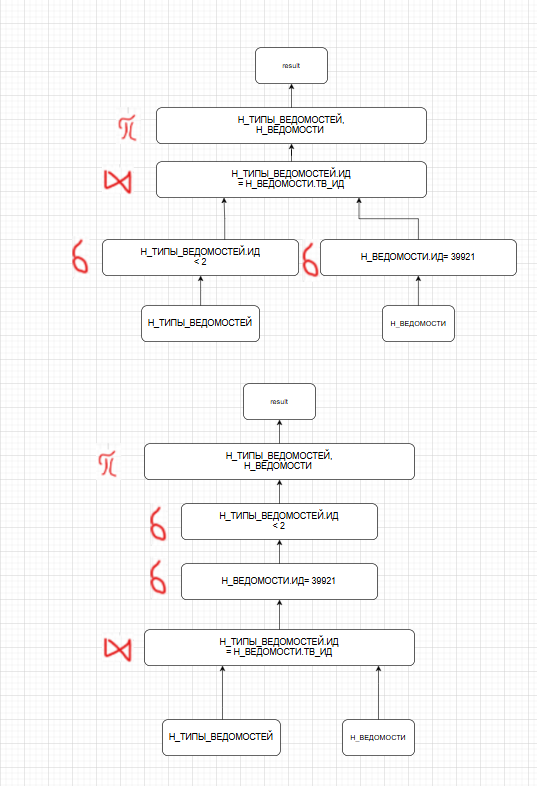 result
π
Н_ТИПЫ_ВЕДОМОСТЕЙ,
Н_ВЕДОМОСТИ
⋈
Н_ТИПЫ_ВЕДОМОСТЕЙ.ИД
= Н_ВЕДОМОСТИ.ТВ_ИД
б
Н_ТИПЫ_ВЕДОМОСТЕЙ.ИД
< 2
б
Н_ВЕДОМОСТИ.ИД= 39921
Н_ТИПЫ_ВЕДОМОСТЕЙ
Н_ВЕДОМОСТИ
result
π
Н_ТИПЫ_ВЕДОМОСТЕЙ,
Н_ВЕДОМОСТИ
б
Н_ТИПЫ_ВЕДОМОСТЕЙ.ИД
< 2
б
Н_ВЕДОМОСТИ.ИД= 39921
⋈
Н_ТИПЫ_ВЕДОМОСТЕЙ.ИД
= Н_ВЕДОМОСТИ.ТВ_ИД
Н_ТИПЫ_ВЕДОМОСТЕЙ
Н_ВЕДОМОСТИ